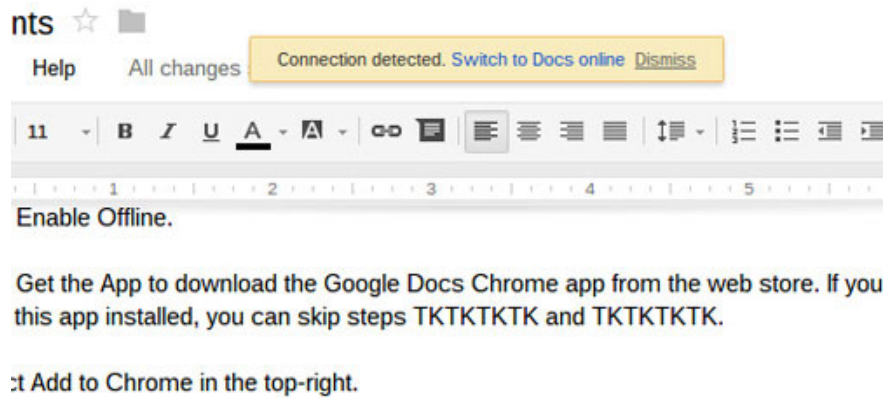 nts
Connection detected. Switch to Docs online Dismiss
Help All changes
11 B I U A A
1 2 3 4 5
Enable Offline.
Get the App to download the Google Docs Chrome app from the web store. If you
this app installed, you can skip steps TKTKTKTK and TKTKTKTK.
ct Add to Chrome in the top-right.